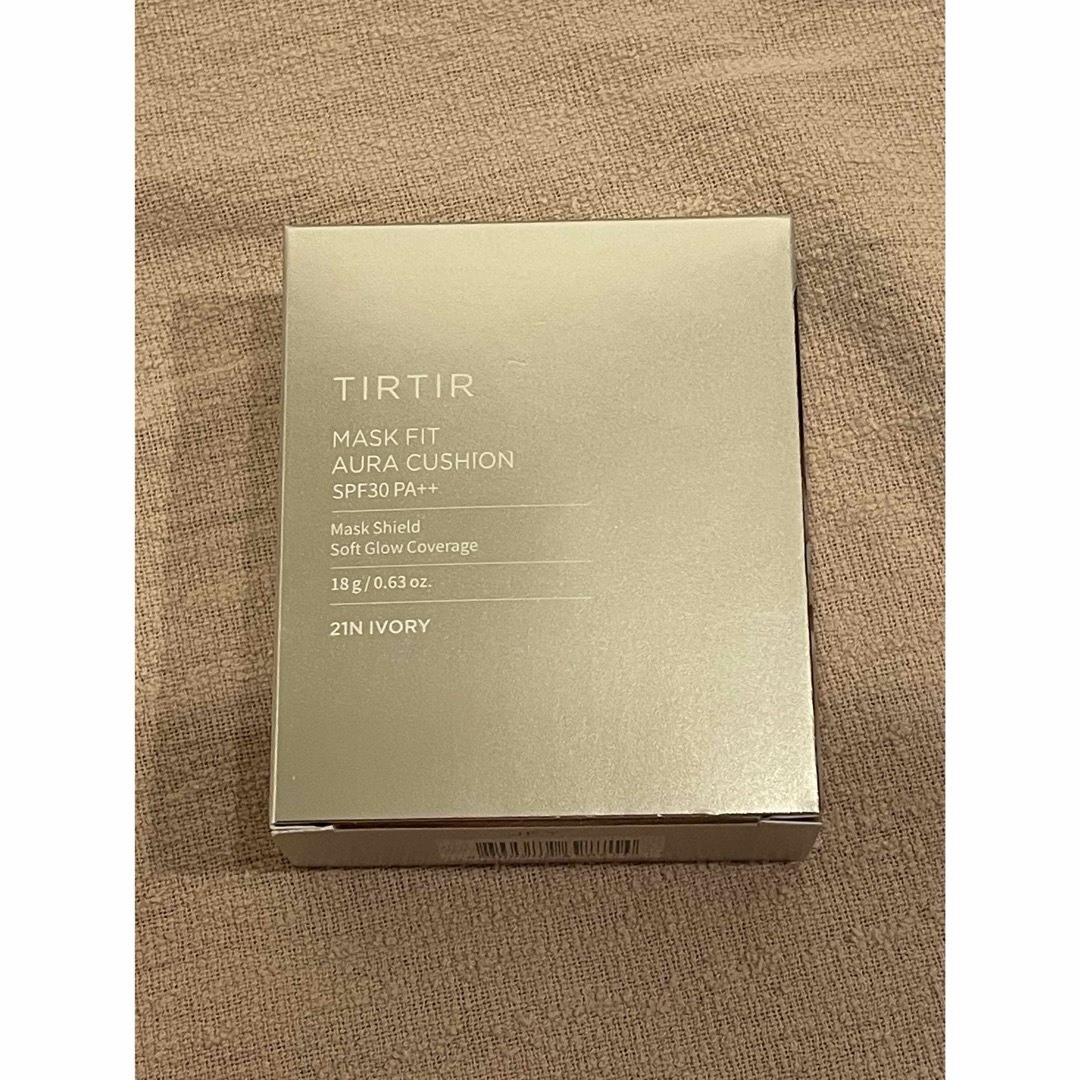 TIRTIR
MASK FIT
AURA CUSHION
SPF30 PA++
Mask Shield
Soft Glow Coverage
18 g / 0.63 oz.
21N IVORY